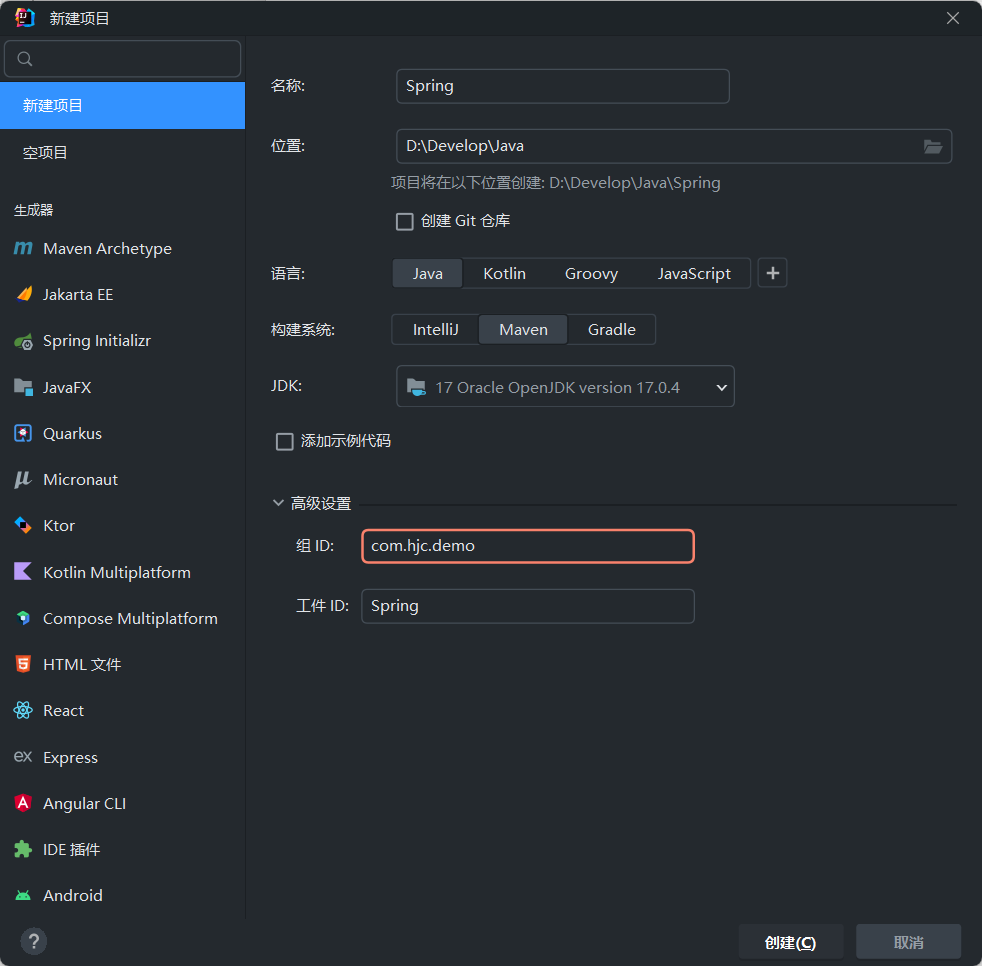 新建项目
新建项目
空项目
生成器
Maven Archetype
Jakarta EE
Spring Initializr
JavaFX
Quarkus
Micronaut
Ktor
Kotlin Multiplatform
Compose Multiplatform
HTML 文件
React
Express
Angular CLI
IDE 插件
Android
名称: Spring
位置: D:\Develop\Java
项目将在以下位置创建: D:\Develop\Java\Spring
创建 Git 仓库
语言: Java Kotlin Groovy JavaScript +
构建系统: IntelliJ Maven Gradle
JDK: 17 Oracle OpenJDK version 17.0.4
添加示例代码
高级设置
组 ID: com.hjc.demo
工件 ID: Spring
? 创建(C) 取消